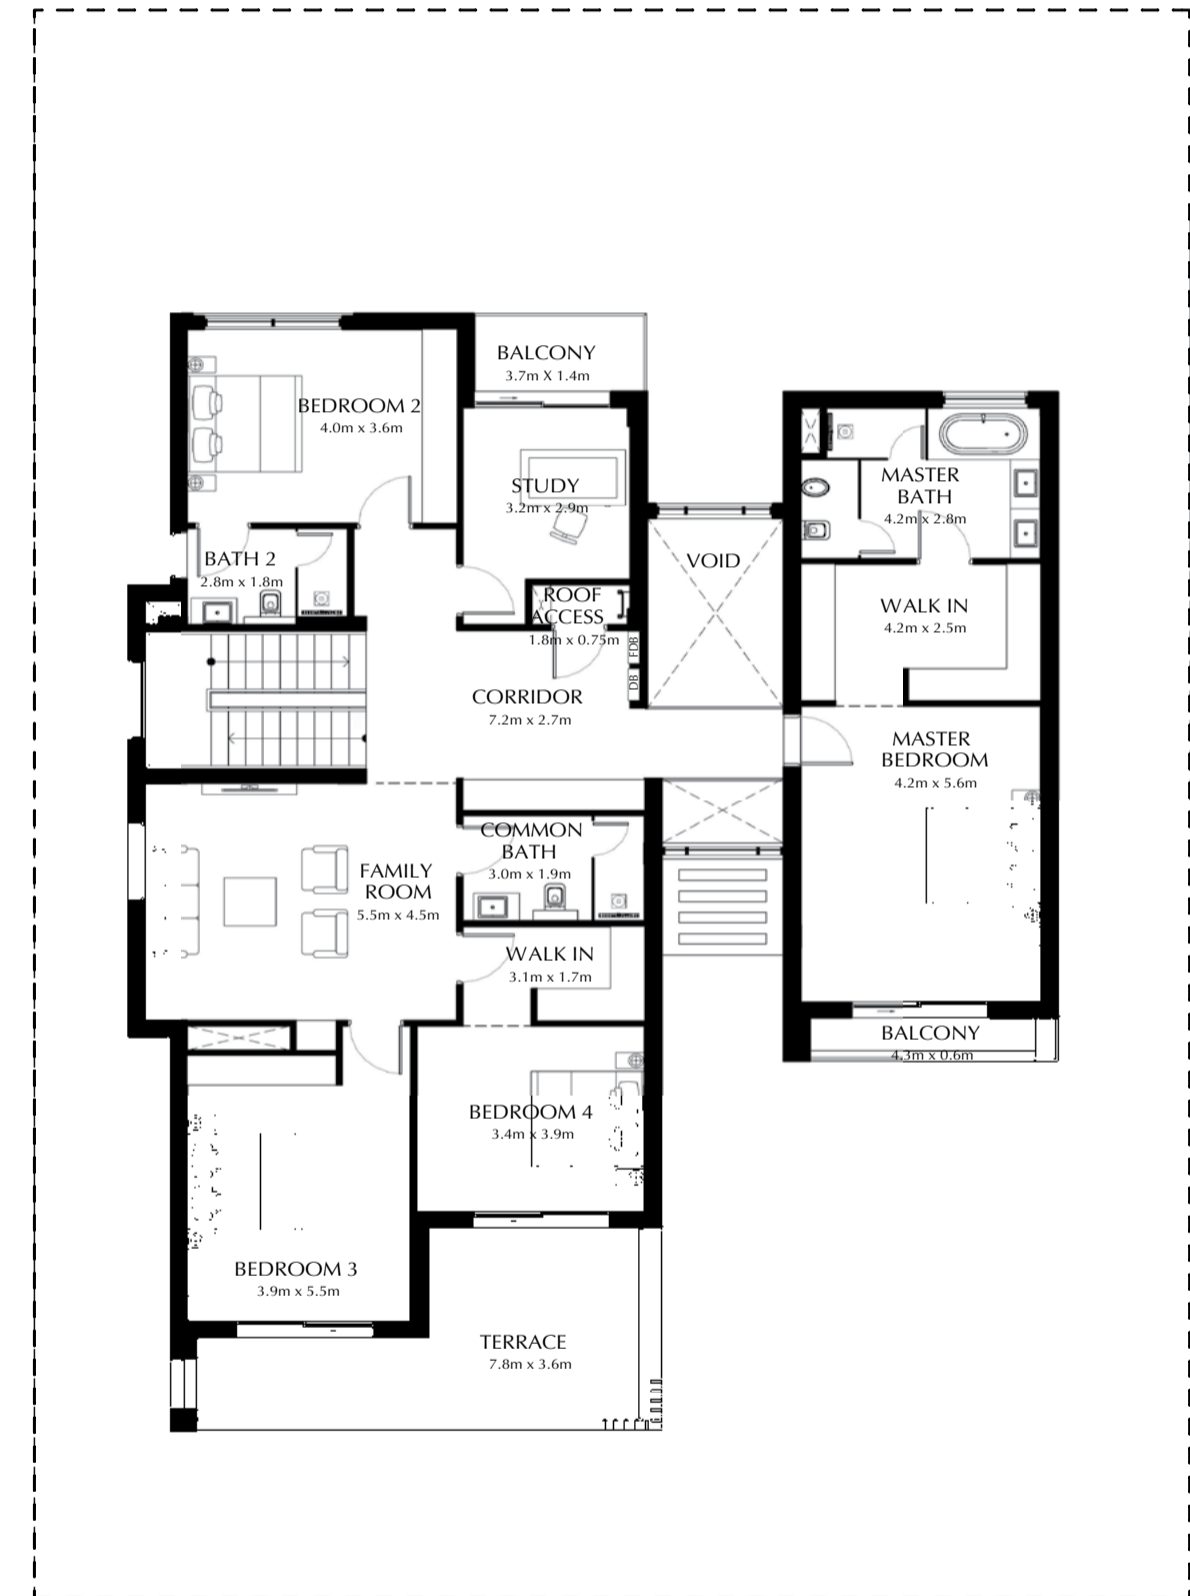 BALCONY
3.7m X 1.4m
BEDROOM 2
4.0m x 3.6m
STUDY
3.2m x 2.9m
MASTER
BATH
4.2m x 2.8m
BATH 2
2.8m x 1.8m
VOID
ROOF
ACCESS
1.8m x 0.75m
WALK IN
4.2m x 2.5m
FDB
DB
CORRIDOR
7.2m x 2.7m
MASTER
BEDROOM
4.2m x 5.6m
COMMON
BATH
3.0m x 1.9m
FAMILY
ROOM
5.5m x 4.5m
WALK IN
3.1m x 1.7m
BALCONY
4.3m x 0.6m
BEDROOM 4
3.4m x 3.9m
BEDROOM 3
3.9m x 5.5m
TERRACE
7.8m x 3.6m